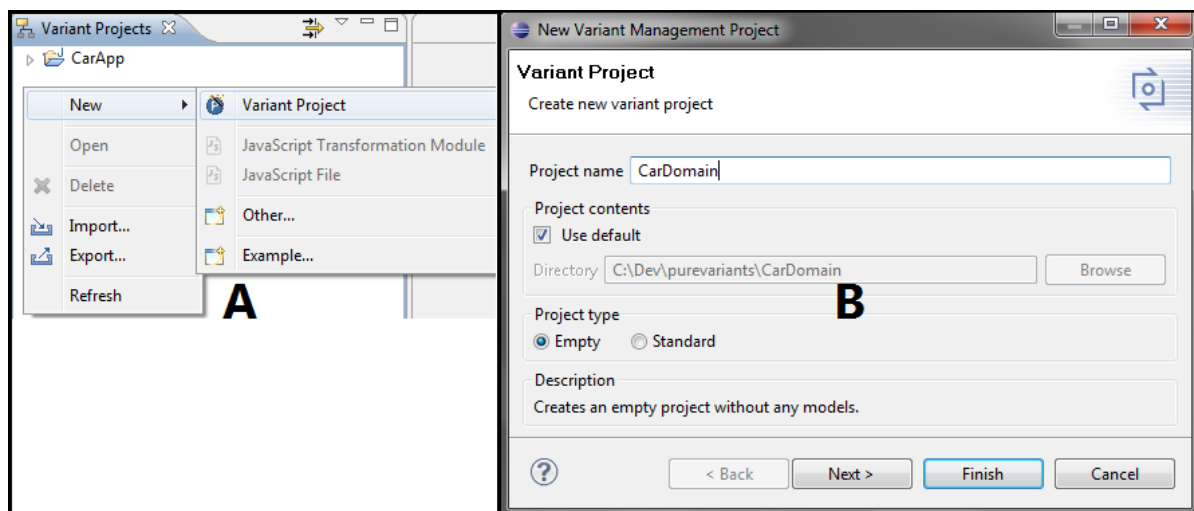 Variant Projects
CarApp
New
Open
Delete
Import...
Export...
Refresh
Variant Project
JavaScript Transformation Module
JavaScript File
Other...
Example...
A
New Variant Management Project
Variant Project
Create new variant project
Project name CarDomain
Project contents
Use default
Directory C:\Dev\purevariants\CarDomain Browse
B
Project type
Empty Standard
Description
Creates an empty project without any models.
? < Back Next > Finish Cancel